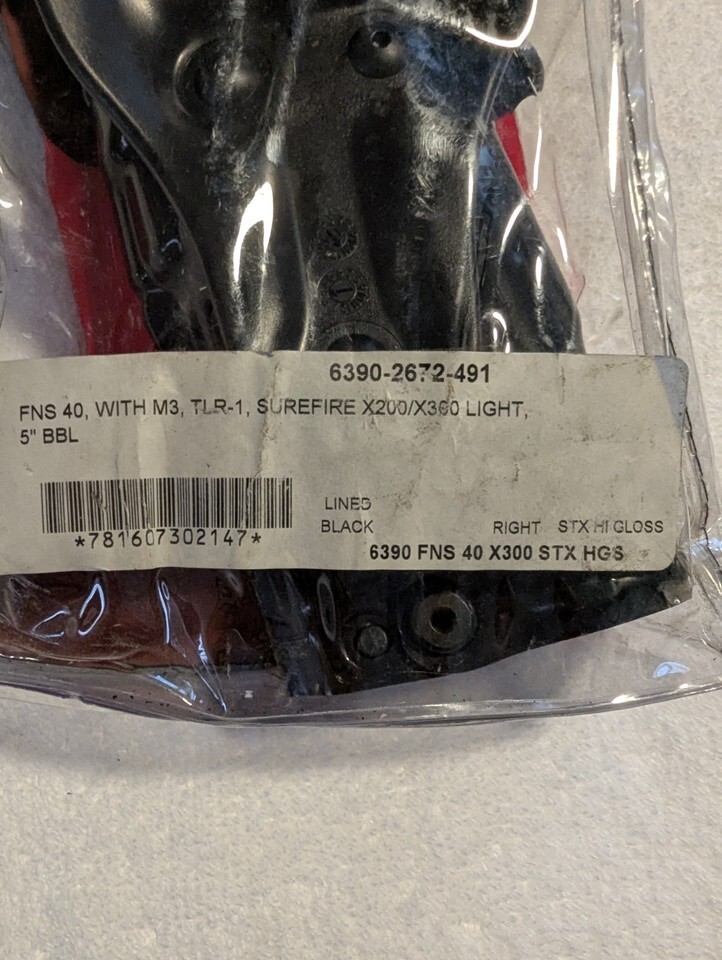 6390-2672-491
FNS 40, WITH M3, TLR-1, SUREFIRE X200/X300 LIGHT,
5" BBL
LINED
*781607302147*
BLACK RIGHT STX HI GLOSS
6390 FNS 40 X300 STX HGS